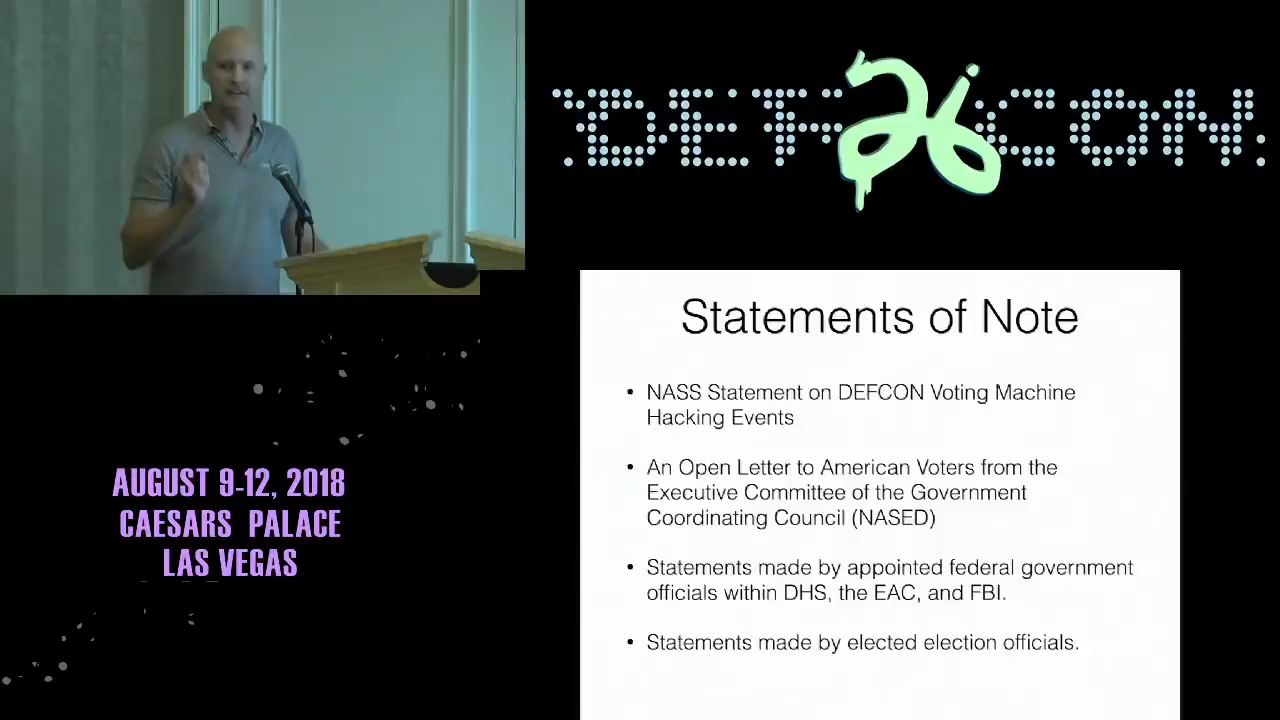 DEF26CON
Statements of Note
• NASS Statement on DEFCON Voting Machine
Hacking Events
• An Open Letter to American Voters from the
Executive Committee of the Government
Coordinating Council (NASED)
• Statements made by appointed federal government
officials within DHS, the EAC, and FBI.
• Statements made by elected election officials.
AUGUST 9-12, 2018
CAESARS PALACE
LAS VEGAS